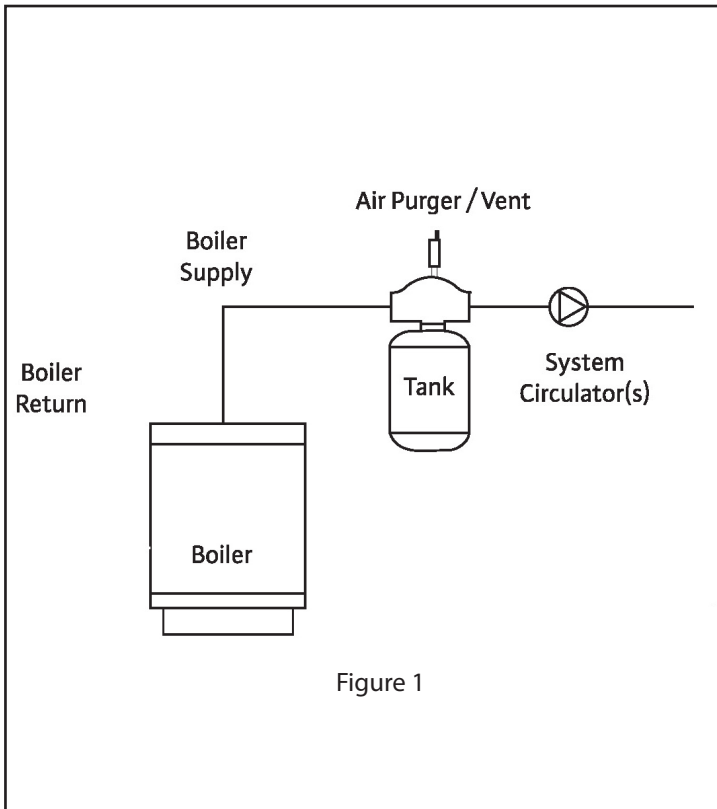 Air Purger / Vent
Boiler
Supply
Boiler
Return
Tank
System
Circulator(s)
Boiler
Figure 1